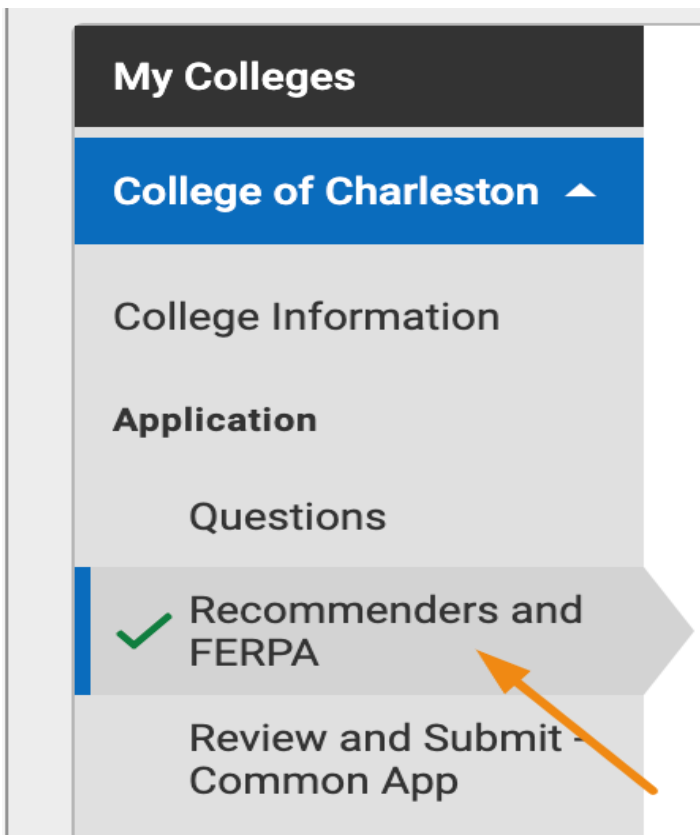 My Colleges
College of Charleston
College Information
Application
Questions
Recommenders and
FERPA
Review and Submit -
Common App